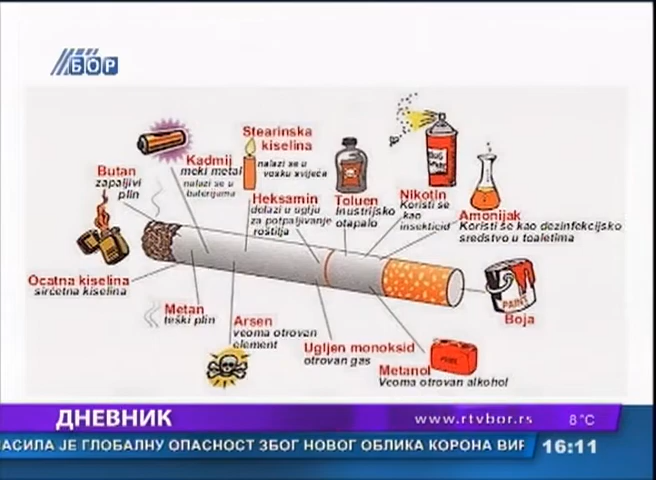 БОР
Stearinska
kiselina
nalazi se u
vosku svijeća
Kadmij
meki metal
nalazi se u
baterijama
Butan
zapaljivi
plin
Heksamin
dolazi u uglju
za potpaljivanje
roštilja
Toluen
Inustrijsko
otapalo
Nikotin
Koristi se
kao
insekticid
Amonijak
Koristi se kao dezinfekcijsko
sredstvo u toaletima
Ocatna kiselina
sirćetna kiselina
Metan
teški plin
Arsen
veoma otrovan
element
Ugljen monoksid
otrovan gas
Metanol
Veoma otrovan alkohol
PAINT
Boja
ДНЕВНИК
www.rtvbor.rs
8°C
АСИЛА ЈЕ ГЛОБАЛНУ ОПАСНОСТ ЗБОГ НОВОГ ОБЛИКА КОРОНА ВИР
16:11